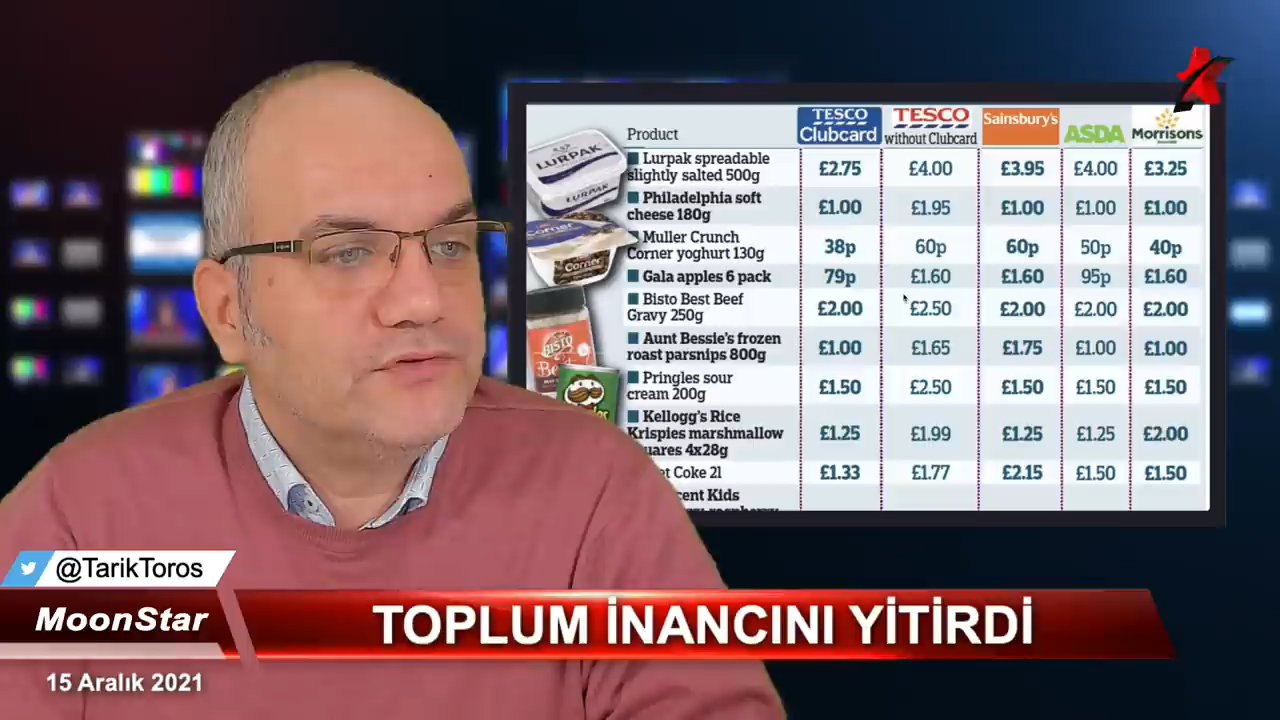 Product TESCO Clubcard TESCO without Clubcard Sainsbury's ASDA Morrisons
Lurpak spreadable
slightly salted 500g £2.75 £4.00 £3.95 £4.00 £3.25
Philadelphia soft
cheese 180g £1.00 £1.95 £1.00 £1.00 £1.00
Muller Crunch
Corner yoghurt 130g 38p 60p 60p 50p 40p
Gala apples 6 pack 79p £1.60 £1.60 95p £1.60
Bisto Best Beef
Gravy 250g £2.00 £2.50 £2.00 £2.00 £2.00
Aunt Bessie's frozen
roast parsnips 800g £1.00 £1.65 £1.75 £1.00 £1.00
Pringles sour
cream 200g £1.50 £2.50 £1.50 £1.50 £1.50
Kellogg's Rice
Krispies marshmallow
uares 4x28g £1.25 £1.99 £1.25 £1.25 £2.00
et Coke 2l £1.33 £1.77 £2.15 £1.50 £1.50
cent Kids
LURPAK
LURPAK
Corner
Corner
BISTO
Be
@TarikToros
MoonStar
TOPLUM İNANCINI YİTİRDİ
15 Aralık 2021